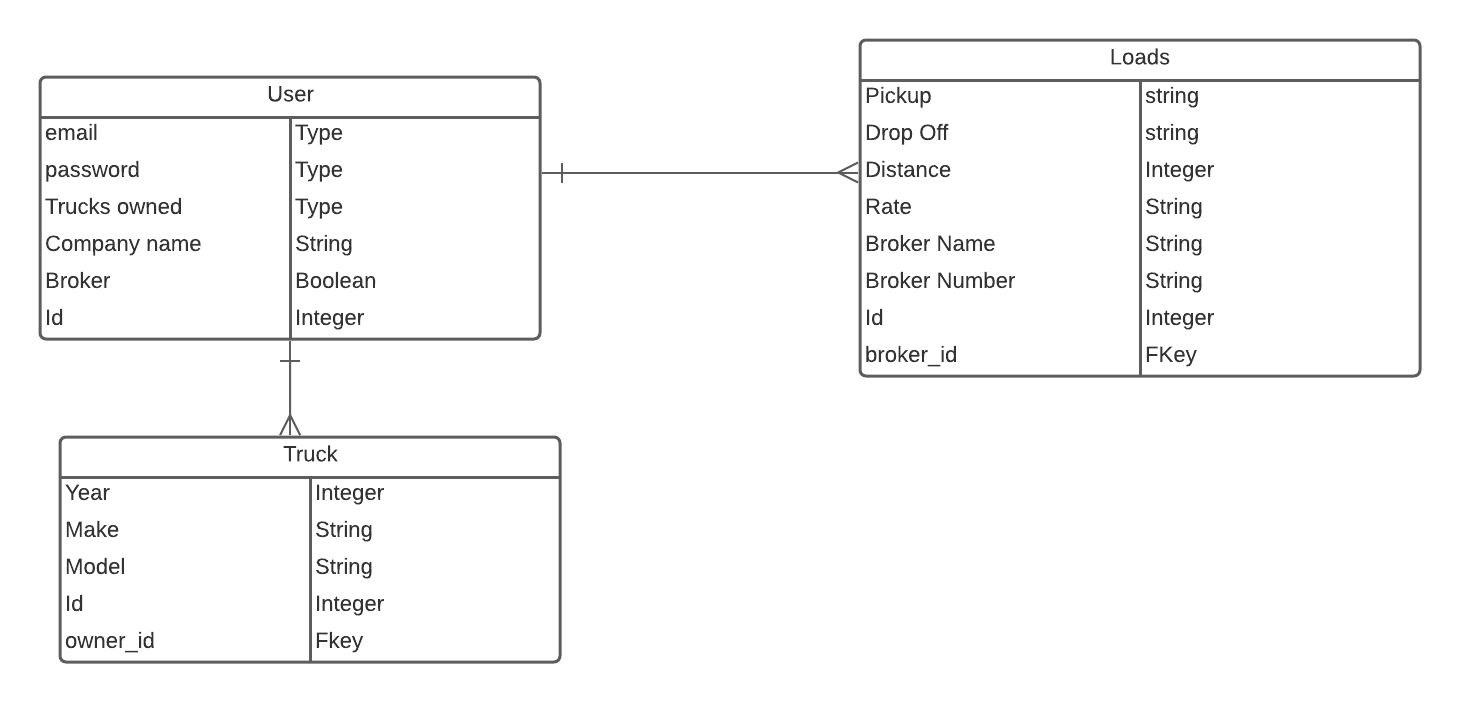 User
email Type
password Type
Trucks owned Type
Company name String
Broker Boolean
Id Integer
Loads
Pickup string
Drop Off string
Distance Integer
Rate String
Broker Name String
Broker Number String
Id Integer
broker_id FKey
Truck
Year Integer
Make String
Model String
Id Integer
owner_id Fkey